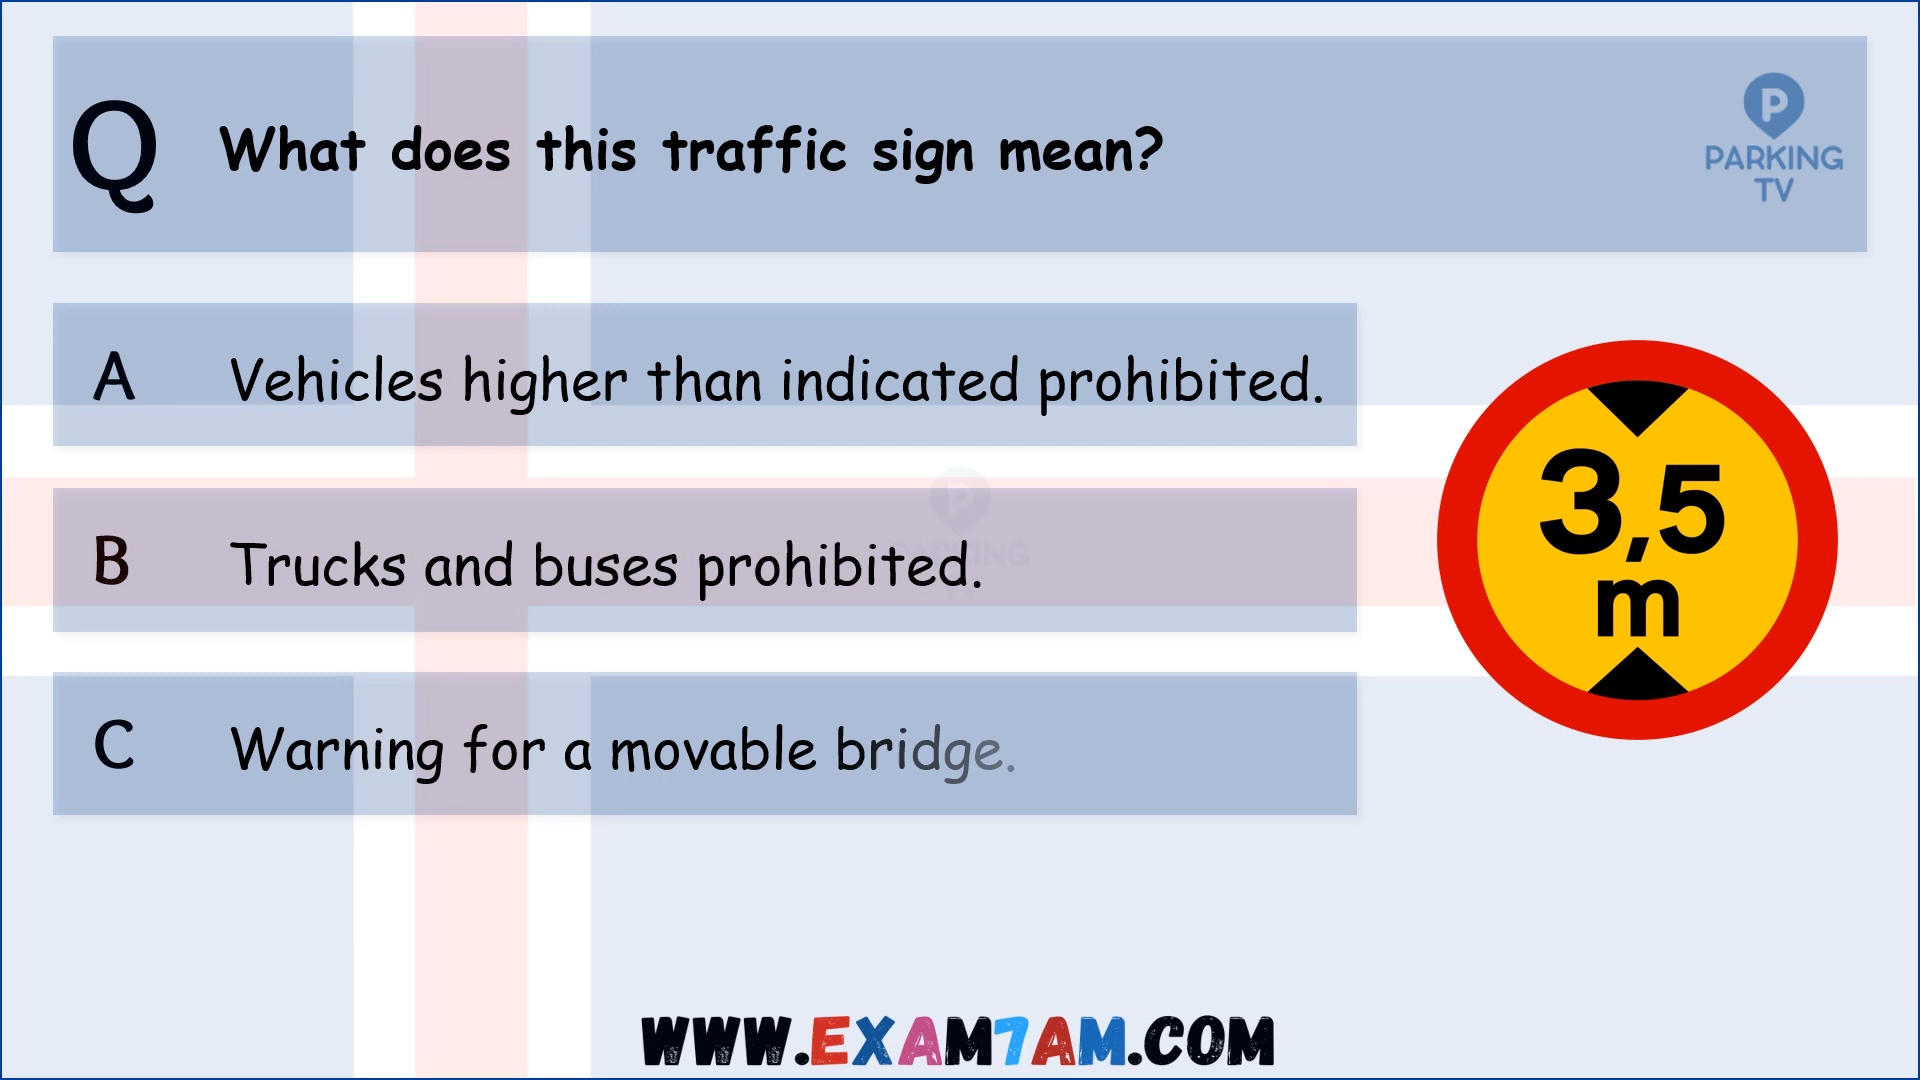 Q What does this traffic sign mean?
P
PARKING
TV
A Vehicles higher than indicated prohibited.
B Trucks and buses prohibited.
C Warning for a movable bridge.
3,5
m
P
PARKING
WWW.EXAM7AM.COM